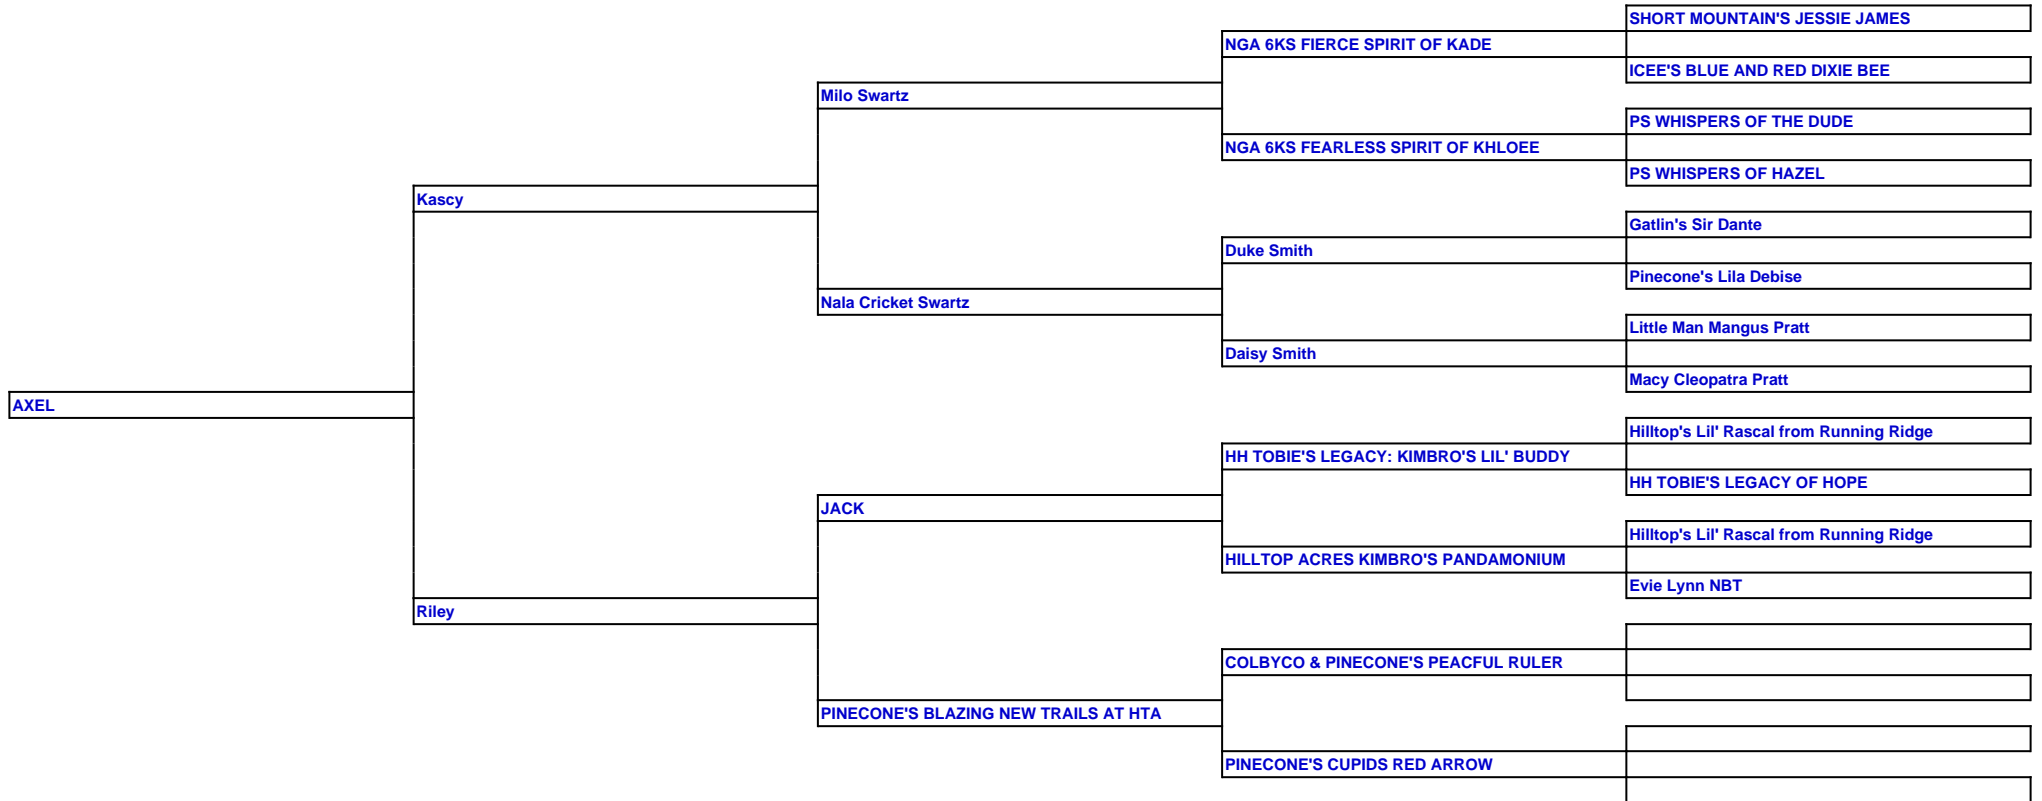 SHORT MOUNTAIN'S JESSIE JAMES
NGA 6KS FIERCE SPIRIT OF KADE
ICEE'S BLUE AND RED DIXIE BEE
Milo Swartz
PS WHISPERS OF THE DUDE
NGA 6KS FEARLESS SPIRIT OF KHLOEE
PS WHISPERS OF HAZEL
Kascy
Gatlin's Sir Dante
Duke Smith
Pinecone's Lila Debise
Nala Cricket Swartz
Little Man Mangus Pratt
Daisy Smith
Macy Cleopatra Pratt
AXEL
Hilltop's Lil' Rascal from Running Ridge
HH TOBIE'S LEGACY: KIMBRO'S LIL' BUDDY
HH TOBIE'S LEGACY OF HOPE
JACK
Hilltop's Lil' Rascal from Running Ridge
HILLTOP ACRES KIMBRO'S PANDAMONIUM
Evie Lynn NBT
Riley
COLBYCO & PINECONE'S PEACFUL RULER
PINECONE'S BLAZING NEW TRAILS AT HTA
PINECONE'S CUPIDS RED ARROW